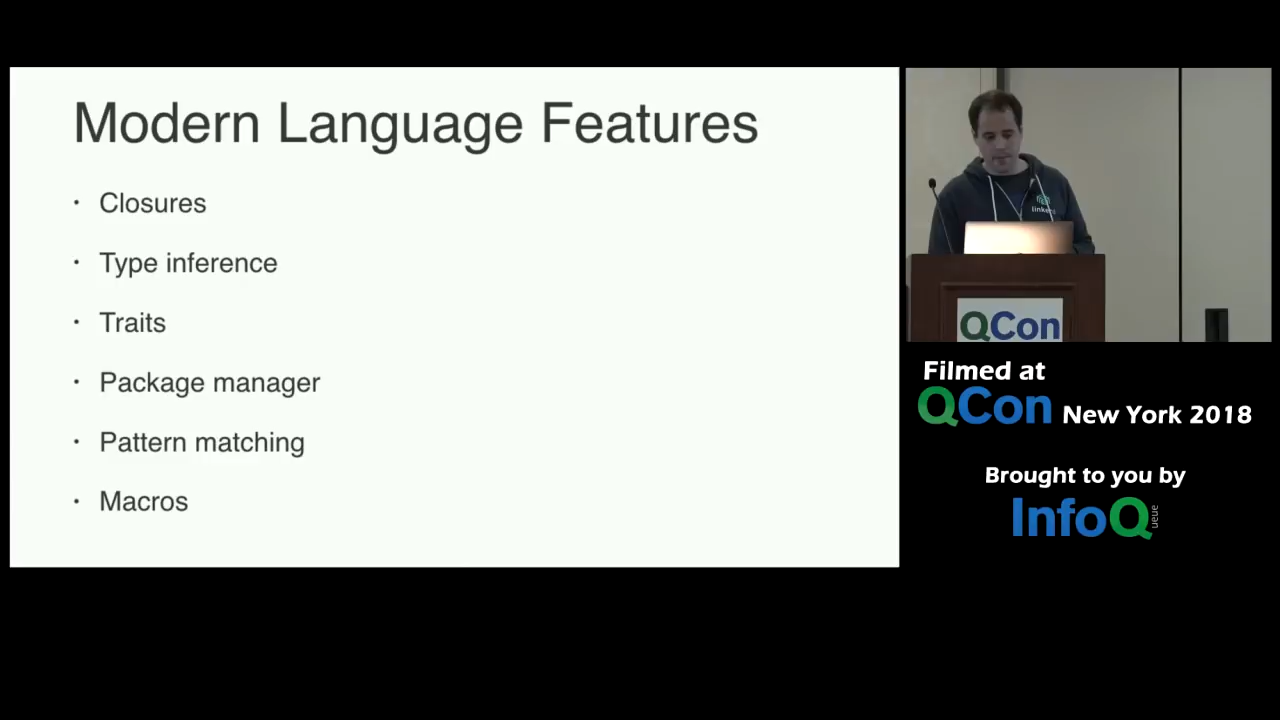 Modern Language Features
• Closures
• Type inference
• Traits
• Package manager
• Pattern matching
• Macros
QCon
Filmed at
QCon New York 2018
Brought to you by
InfoQ
ueue